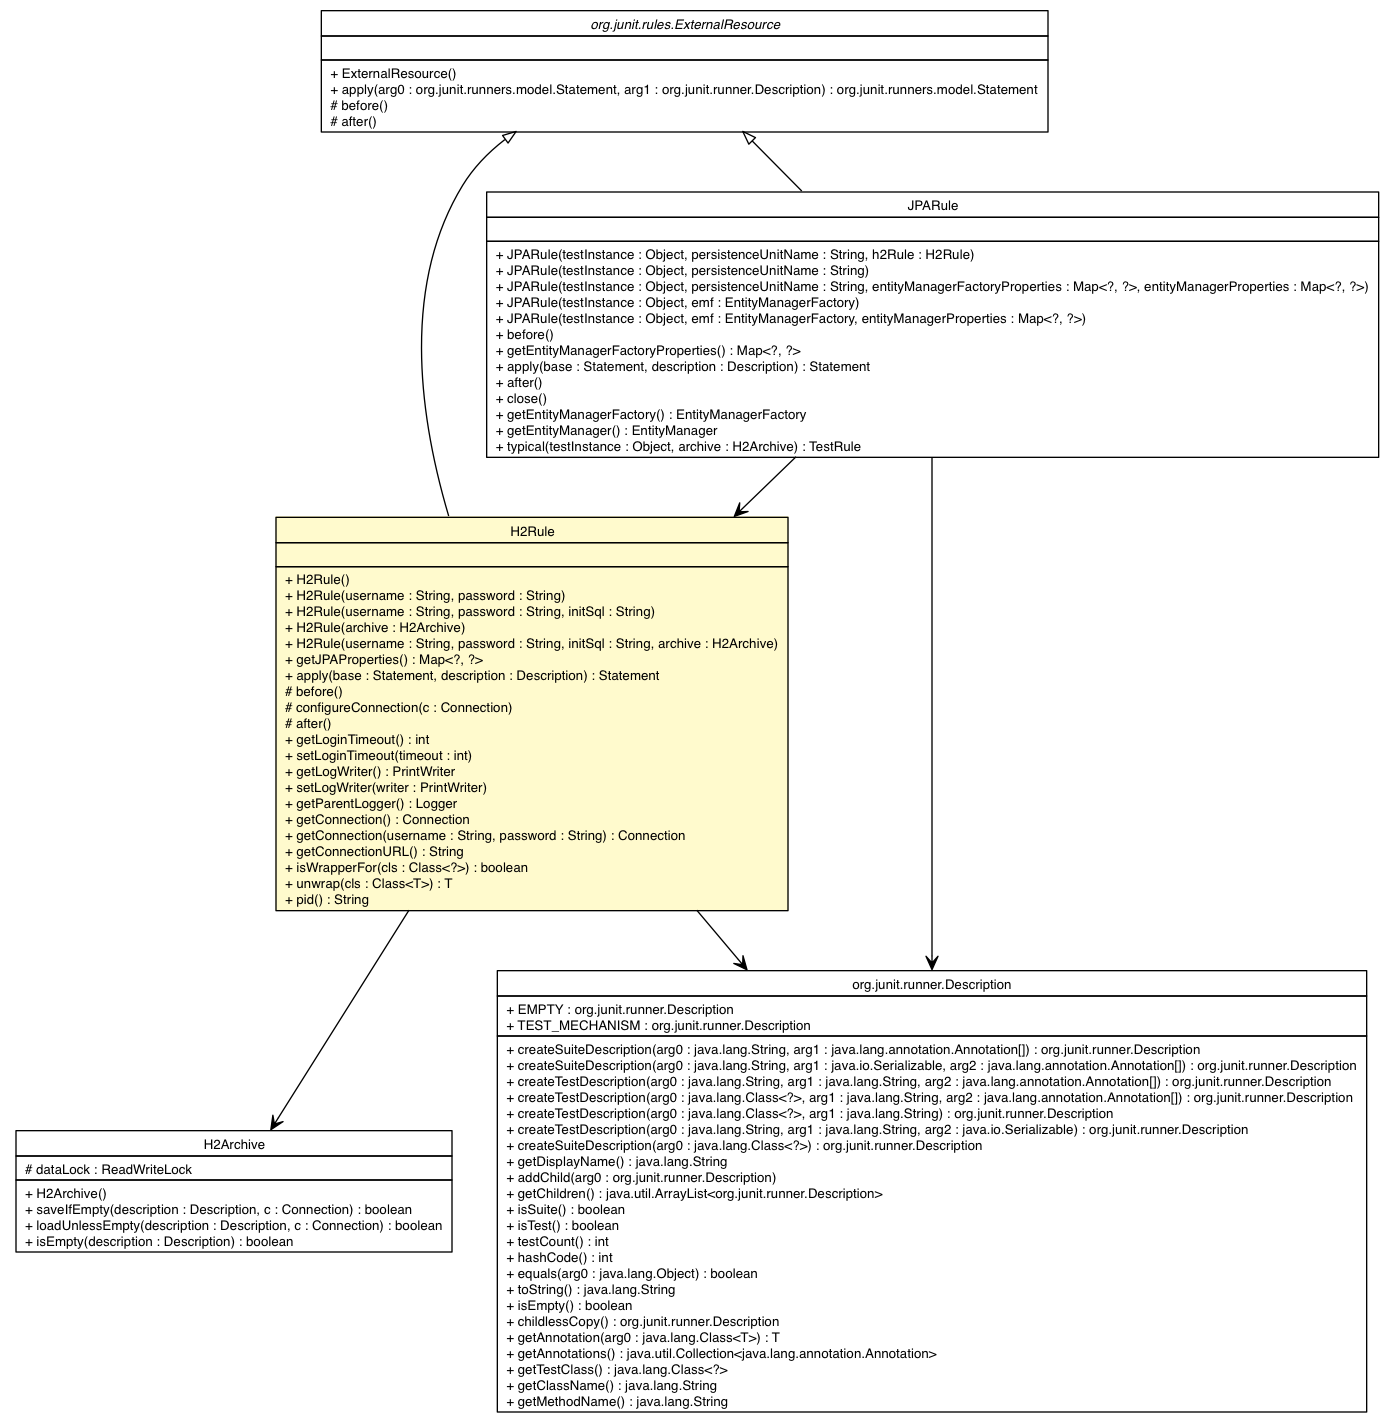 org.junit.rules.ExternalResource
+ ExternalResource()
+ apply(arg0 : org.junit.runners.model.Statement, arg1 : org.junit.runner.Description) : org.junit.runners.model.Statement
# before()
# after()
JPARule
+ JPARule(testInstance : Object, persistenceUnitName : String, h2Rule : H2Rule)
+ JPARule(testInstance : Object, persistenceUnitName : String)
+ JPARule(testInstance : Object, persistenceUnitName : String, entityManagerFactoryProperties : Map<?, ?>, entityManagerProperties : Map<?, ?>)
+ JPARule(testInstance : Object, emf : EntityManagerFactory)
+ JPARule(testInstance : Object, emf : EntityManagerFactory, entityManagerProperties : Map<?, ?>)
+ before()
+ getEntityManagerFactoryProperties() : Map<?, ?>
+ apply(base : Statement, description : Description) : Statement
+ after()
+ close()
+ getEntityManagerFactory() : EntityManagerFactory
+ getEntityManager() : EntityManager
+ typical(testInstance : Object, archive : H2Archive) : TestRule
H2Rule
+ H2Rule()
+ H2Rule(username : String, password : String)
+ H2Rule(username : String, password : String, initSql : String)
+ H2Rule(archive : H2Archive)
+ H2Rule(username : String, password : String, initSql : String, archive : H2Archive)
+ getJPAProperties() : Map<?, ?>
+ apply(base : Statement, description : Description) : Statement
# before()
# configureConnection(c : Connection)
# after()
+ getLoginTimeout() : int
+ setLoginTimeout(timeout : int)
+ getLogWriter() : PrintWriter
+ setLogWriter(writer : PrintWriter)
+ getParentLogger() : Logger
+ getConnection() : Connection
+ getConnection(username : String, password : String) : Connection
+ getConnectionURL() : String
+ isWrapperFor(cls : Class<?>) : boolean
+ unwrap(cls : Class<T>) : T
+ pid() : String
org.junit.runner.Description
+ EMPTY : org.junit.runner.Description
+ TEST_MECHANISM : org.junit.runner.Description
+ createSuiteDescription(arg0 : java.lang.String, arg1 : java.lang.annotation.Annotation[]) : org.junit.runner.Description
+ createSuiteDescription(arg0 : java.lang.String, arg1 : java.io.Serializable, arg2 : java.lang.annotation.Annotation[]) : org.junit.runner.Description
+ createTestDescription(arg0 : java.lang.String, arg1 : java.lang.String, arg2 : java.lang.annotation.Annotation[]) : org.junit.runner.Description
+ createTestDescription(arg0 : java.lang.Class<?>, arg1 : java.lang.String, arg2 : java.lang.annotation.Annotation[]) : org.junit.runner.Description
+ createTestDescription(arg0 : java.lang.Class<?>, arg1 : java.lang.String) : org.junit.runner.Description
+ createTestDescription(arg0 : java.lang.String, arg1 : java.lang.String, arg2 : java.io.Serializable) : org.junit.runner.Description
+ createSuiteDescription(arg0 : java.lang.Class<?>) : org.junit.runner.Description
+ getDisplayName() : java.lang.String
+ addChild(arg0 : org.junit.runner.Description)
+ getChildren() : java.util.ArrayList<org.junit.runner.Description>
+ isSuite() : boolean
+ isTest() : boolean
+ testCount() : int
+ hashCode() : int
+ equals(arg0 : java.lang.Object) : boolean
+ toString() : java.lang.String
+ isEmpty() : boolean
+ childlessCopy() : org.junit.runner.Description
+ getAnnotation(arg0 : java.lang.Class<T>) : T
+ getAnnotations() : java.util.Collection<java.lang.annotation.Annotation>
+ getTestClass() : java.lang.Class<?>
+ getClassName() : java.lang.String
+ getMethodName() : java.lang.String
H2Archive
# dataLock : ReadWriteLock
+ H2Archive()
+ saveIfEmpty(description : Description, c : Connection) : boolean
+ loadUnlessEmpty(description : Description, c : Connection) : boolean
+ isEmpty(description : Description) : boolean